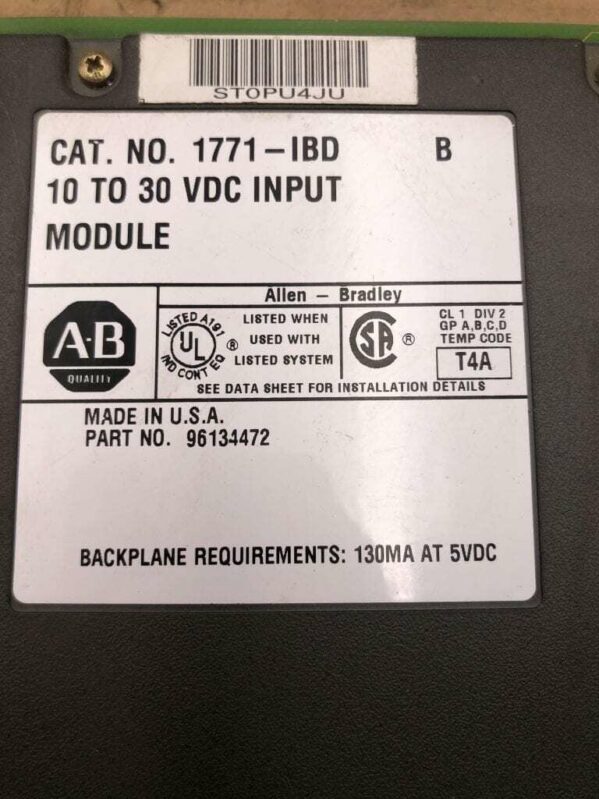 ST0PU4JU
CAT. NO. 1771-IBD B
10 TO 30 VDC INPUT
MODULE
Allen - Bradley
A-B
QUALITY
LISTED A191
UL
IND CONT EQ
®
LISTED WHEN
USED WITH
LISTED SYSTEM
SA
®
CL 1 DIV 2
GP A,B,C,D
TEMP CODE
T4A
SEE DATA SHEET FOR INSTALLATION DETAILS
MADE IN U.S.A.
PART NO. 96134472
BACKPLANE REQUIREMENTS: 130MA AT 5VDC